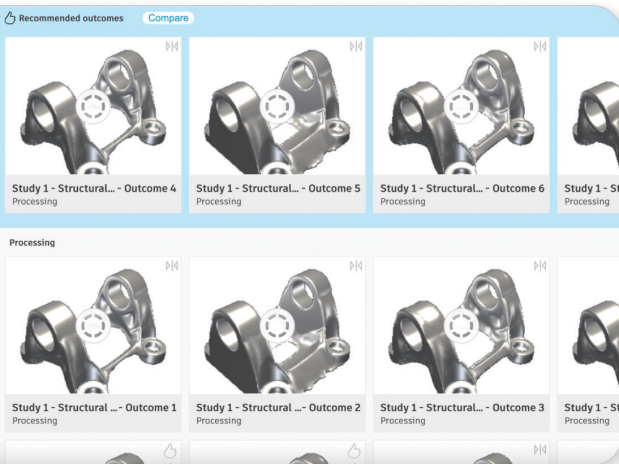 Recommended outcomes Compare
Study 1 - Structural... - Outcome 4
Processing
Study 1 - Structural... - Outcome 5
Processing
Study 1 - Structural... - Outcome 6
Processing
Study 1 - St
Processing
Processing
Study 1 - Structural ...- Outcome 1
Processing
Study 1 - Structural ...- Outcome 2
Processing
Study 1 - Structural... - Outcome 3
Processing
Study 1 - St
Processing